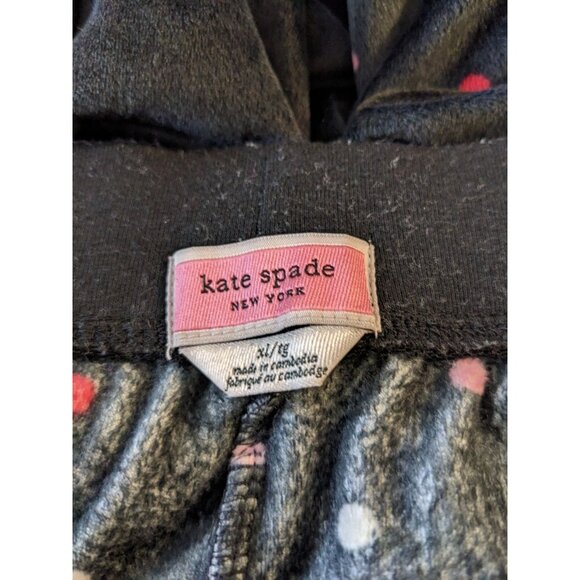 kate spade
NEW YORK
xl/tg
made in cambodia
fabriqué au cambodge